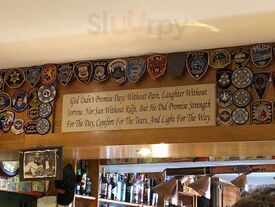 Slurrpy
God Didn't Promise Days Without Pain, Laughter Without
Sorrow, Nor Sun Without Rain, But He Did Promise Strength
For The Day, Comfort For The Tears, And Light For The Way.